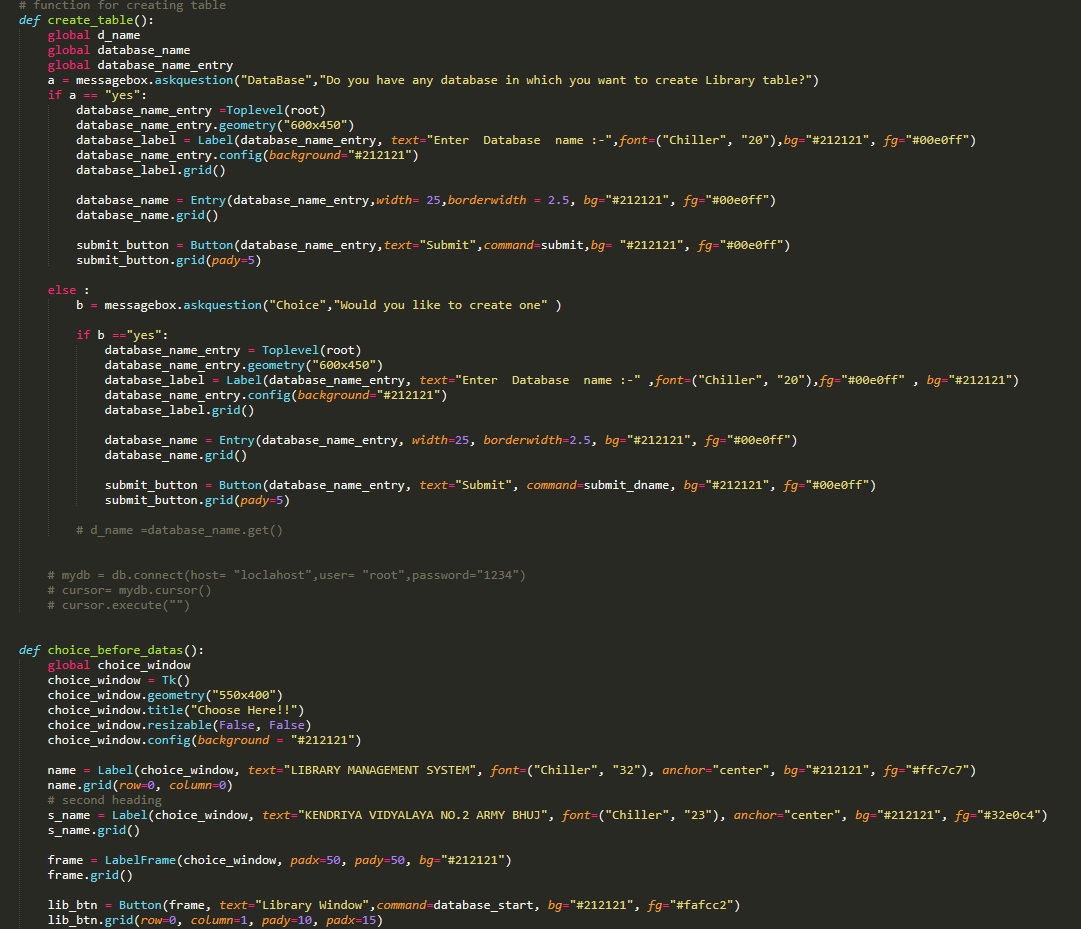 # function for creating table
def create_table():
    global d_name
    global database_name
    global database_name_entry
    a = messagebox.askquestion("DataBase","Do you have any database in which you want to create Library table?")
    if a == "yes":
        database_name_entry =Toplevel(root)
        database_name_entry.geometry("600x450")
        database_label = Label(database_name_entry, text="Enter  Database  name :-",font=("Chiller", "20"),bg="#212121", fg="#00e0ff")
        database_name_entry.config(background="#212121")
        database_label.grid()
        database_name = Entry(database_name_entry,width= 25,borderwidth = 2.5, bg="#212121", fg="#00e0ff")
        database_name.grid()
        submit_button = Button(database_name_entry,text="Submit",command=submit,bg= "#212121", fg="#00e0ff")
        submit_button.grid(pady=5)
    else :
        b = messagebox.askquestion("Choice","Would you like to create one" )
        if b =="yes":
            database_name_entry = Toplevel(root)
            database_name_entry.geometry("600x450")
            database_label = Label(database_name_entry, text="Enter  Database  name :-" ,font=("Chiller", "20"),fg="#00e0ff" , bg="#212121")
            database_name_entry.config(background="#212121")
            database_label.grid()
            database_name = Entry(database_name_entry, width=25, borderwidth=2.5, bg="#212121", fg="#00e0ff")
            database_name.grid()
            submit_button = Button(database_name_entry, text="Submit", command=submit_dname, bg="#212121", fg="#00e0ff")
            submit_button.grid(pady=5)
        # d_name =database_name.get()
    # mydb = db.connect(host= "loclahost",user= "root",password="1234")
    # cursor= mydb.cursor()
    # cursor.execute("")
def choice_before_datas():
    global choice_window
    choice_window = Tk()
    choice_window.geometry("550x400")
    choice_window.title("Choose Here!!")
    choice_window.resizable(False, False)
    choice_window.config(background = "#212121")
    name = Label(choice_window, text="LIBRARY MANAGEMENT SYSTEM", font=("Chiller", "32"), anchor="center", bg="#212121", fg="#ffc7c7")
    name.grid(row=0, column=0)
    # second heading
    s_name = Label(choice_window, text="KENDRIYA VIDYALAYA NO.2 ARMY BHUJ", font=("Chiller", "23"), anchor="center", bg="#212121", fg="#32e0c4")
    s_name.grid()
    frame = LabelFrame(choice_window, padx=50, pady=50, bg="#212121")
    frame.grid()
    lib_btn = Button(frame, text="Library Window",command=database_start, bg="#212121", fg="#fafcc2")
    lib_btn.grid(row=0, column=1, pady=10, padx=15)